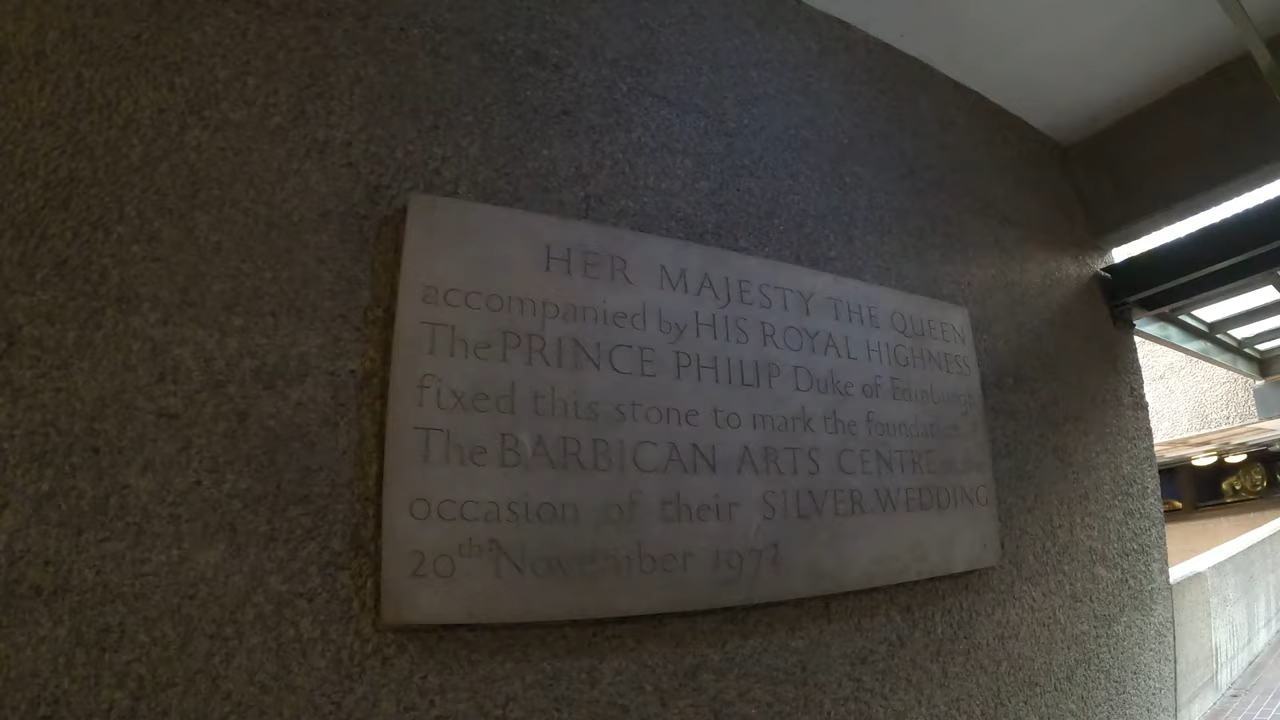 HER MAJESTY THE QUEEN
accompanied by HIS ROYAL HIGHNESS
The PRINCE PHILIP Duke of Edinburgh
fixed this stone to mark the foundation
The BARBICAN ARTS CENTRE
occasion of their SILVER WEDDING
20th November 1972